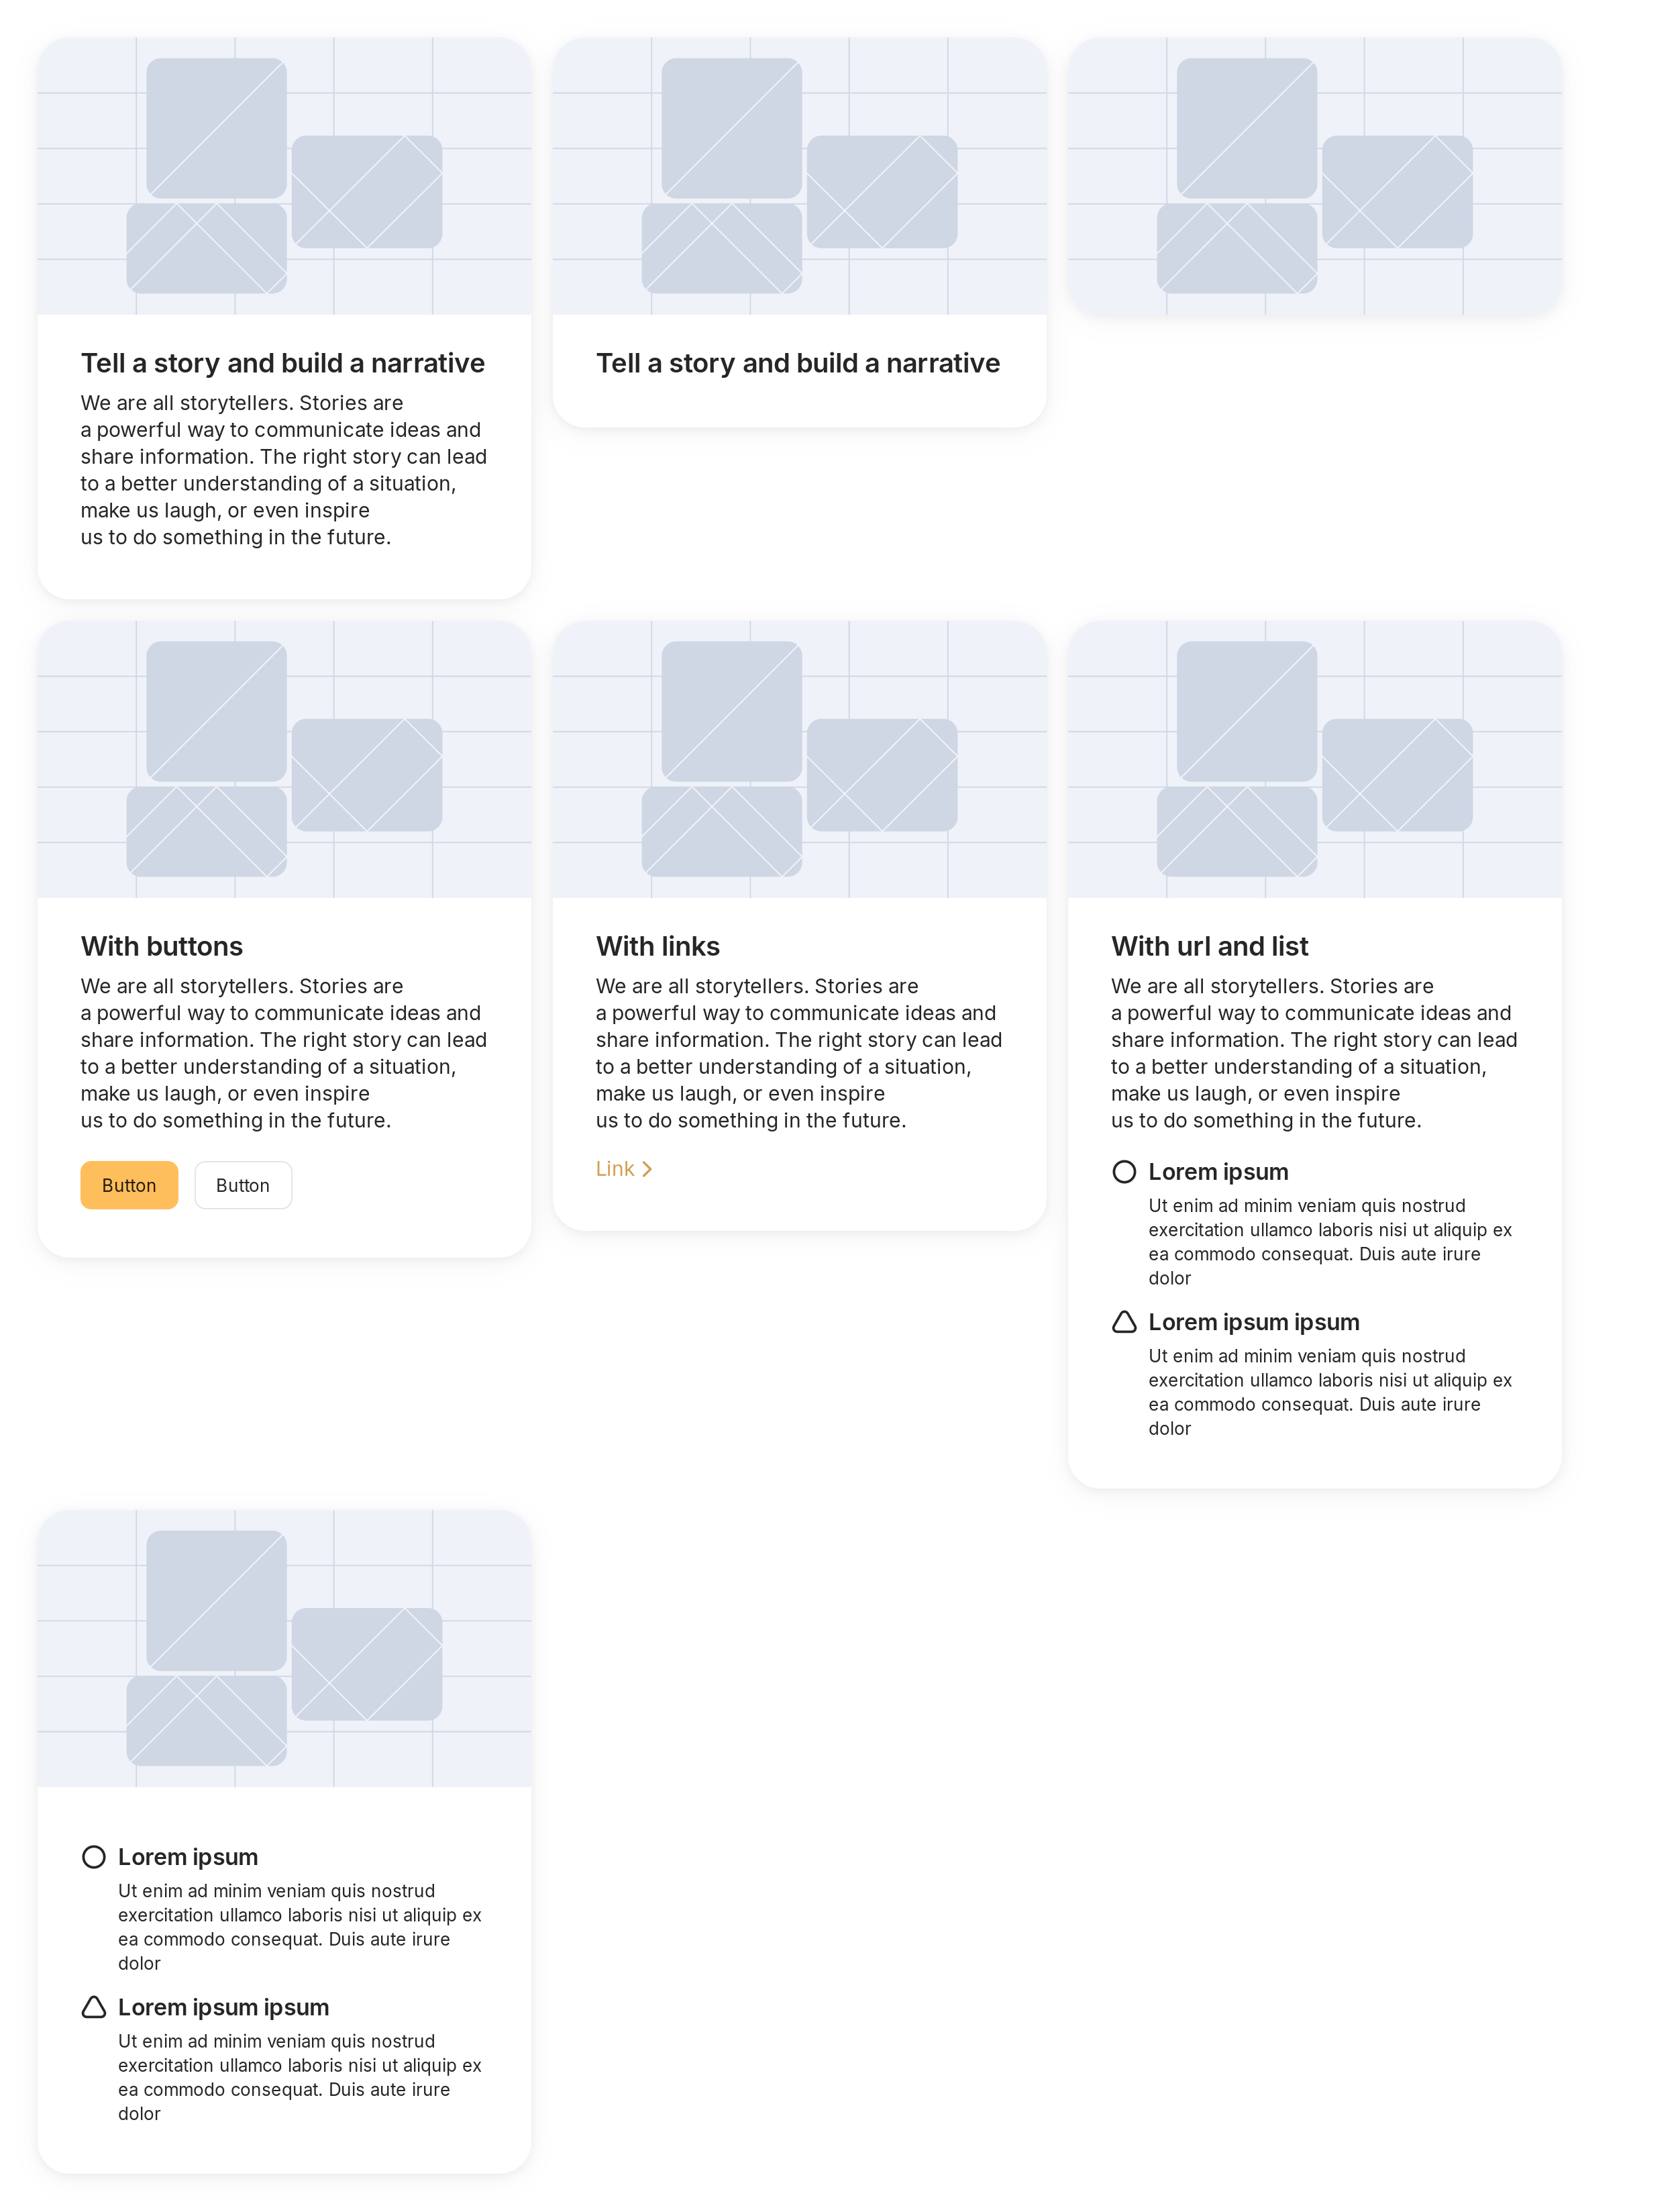 Tell a story and build a narrative
We are all storytellers. Stories are
a powerful way to communicate ideas and
share information. The right story can lead
to a better understanding of a situation,
make us laugh, or even inspire
us to do something in the future.
Tell a story and build a narrative
With buttons
We are all storytellers. Stories are
a powerful way to communicate ideas and
share information. The right story can lead
to a better understanding of a situation,
make us laugh, or even inspire
us to do something in the future.
Button
Button
With links
We are all storytellers. Stories are
a powerful way to communicate ideas and
share information. The right story can lead
to a better understanding of a situation,
make us laugh, or even inspire
us to do something in the future.
Link
With url and list
We are all storytellers. Stories are
a powerful way to communicate ideas and
share information. The right story can lead
to a better understanding of a situation,
make us laugh, or even inspire
us to do something in the future.
Lorem ipsum
Ut enim ad minim veniam quis nostrud
exercitation ullamco laboris nisi ut aliquip ex
ea commodo consequat. Duis aute irure
dolor
Lorem ipsum ipsum
Ut enim ad minim veniam quis nostrud
exercitation ullamco laboris nisi ut aliquip ex
ea commodo consequat. Duis aute irure
dolor
Lorem ipsum
Ut enim ad minim veniam quis nostrud
exercitation ullamco laboris nisi ut aliquip ex
ea commodo consequat. Duis aute irure
dolor
Lorem ipsum ipsum
Ut enim ad minim veniam quis nostrud
exercitation ullamco laboris nisi ut aliquip ex
ea commodo consequat. Duis aute irure
dolor